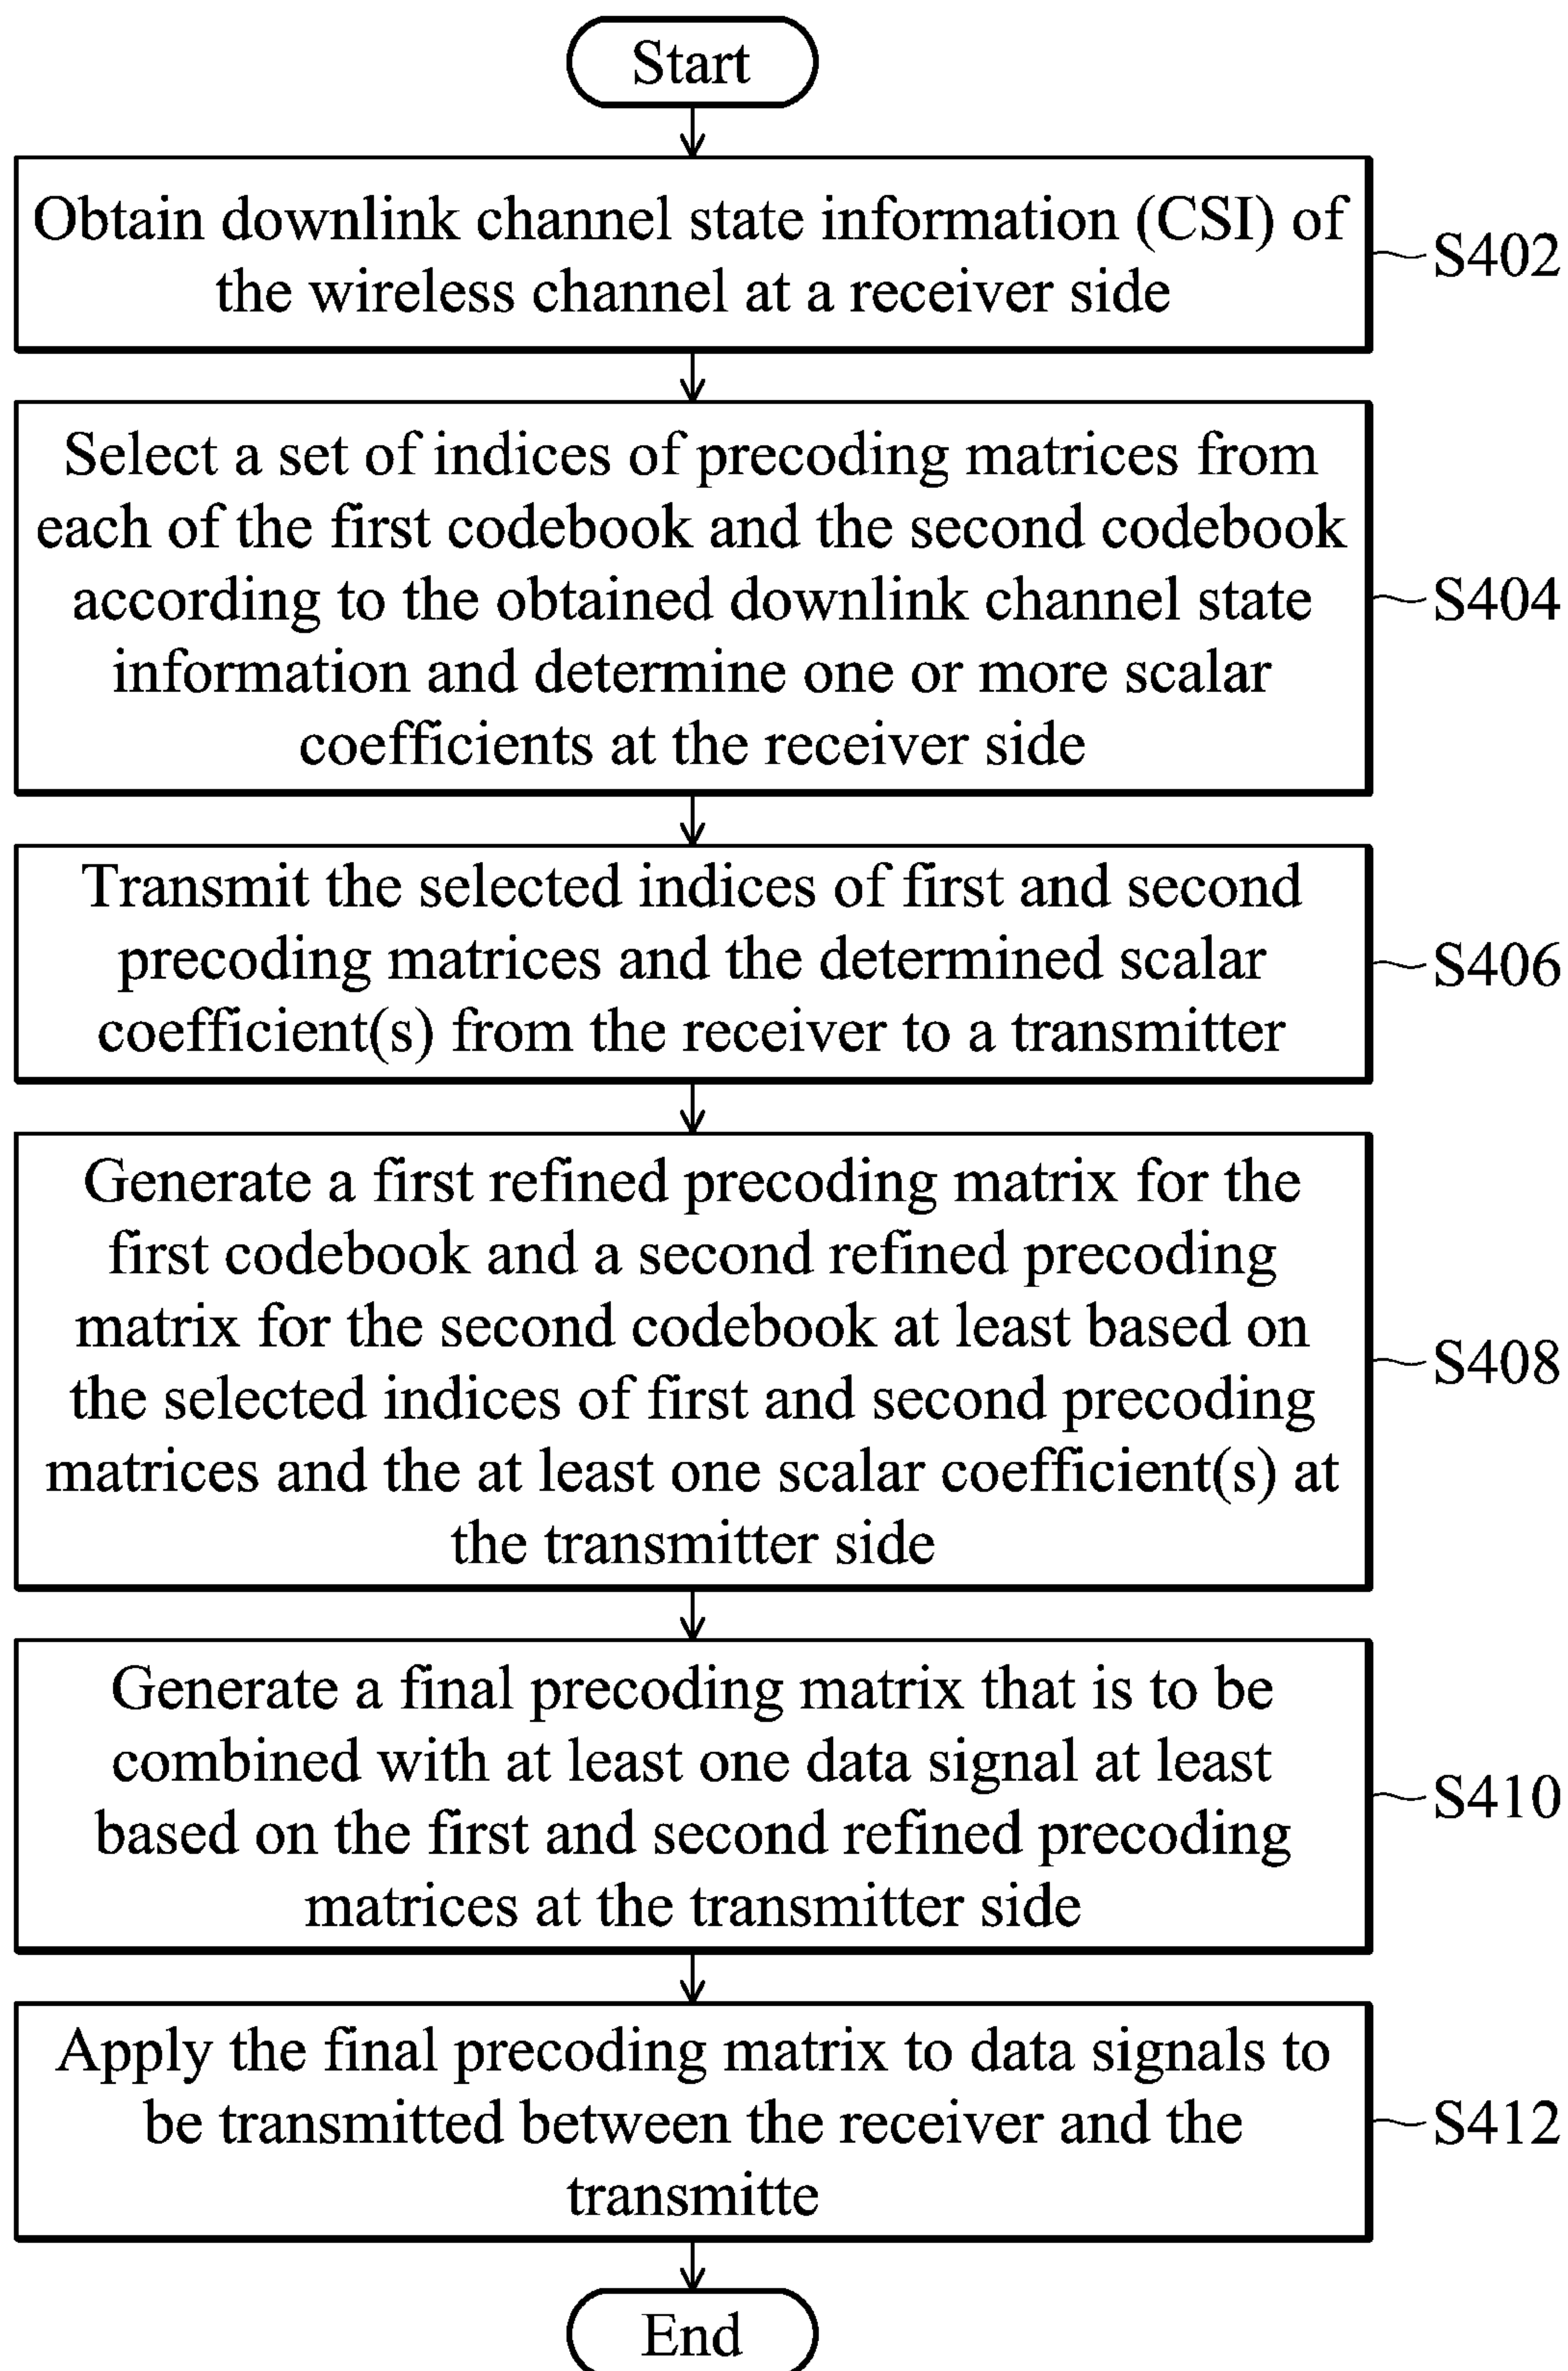 Start
Obtain downlink channel state information (CSI) of
the wireless channel at a receiver side
S402
Select a set of indices of precoding matrices from
each of the first codebook and the second codebook
according to the obtained downlink channel state
information and determine one or more scalar
coefficients at the receiver side
S404
Transmit the selected indices of first and second
precoding matrices and the determined scalar
coefficient(s) from the receiver to a transmitter
S406
Generate a first refined precoding matrix for the
first codebook and a second refined precoding
matrix for the second codebook at least based on
the selected indices of first and second precoding
matrices and the at least one scalar coefficient(s) at
the transmitter side
S408
Generate a final precoding matrix that is to be
combined with at least one data signal at least
based on the first and second refined precoding
matrices at the transmitter side
S410
Apply the final precoding matrix to data signals to
be transmitted between the receiver and the
transmitte
S412
End